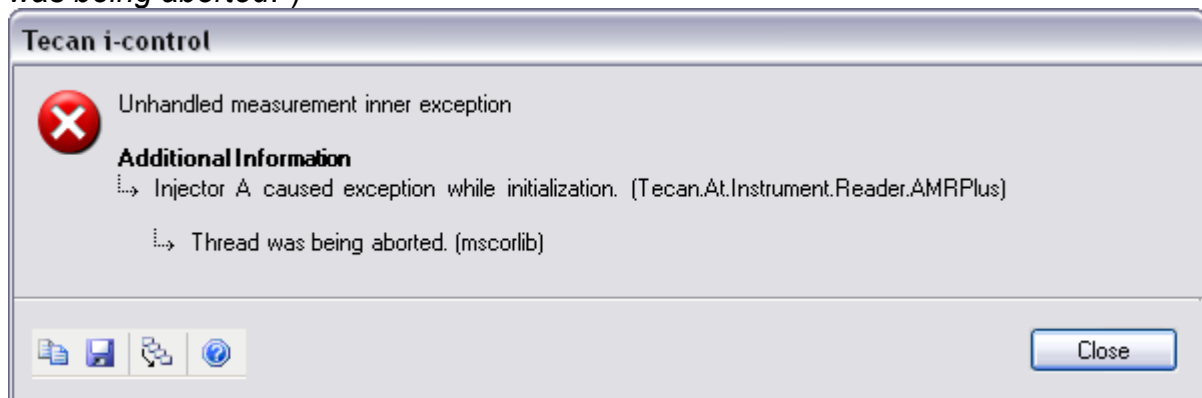 was being aborted.")
Tecan i-control
Unhandled measurement inner exception
Additional Information
Injector A caused exception while initialization. (Tecan.At.Instrument.Reader.AMRPlus)
Thread was being aborted. (mscorlib)
Close